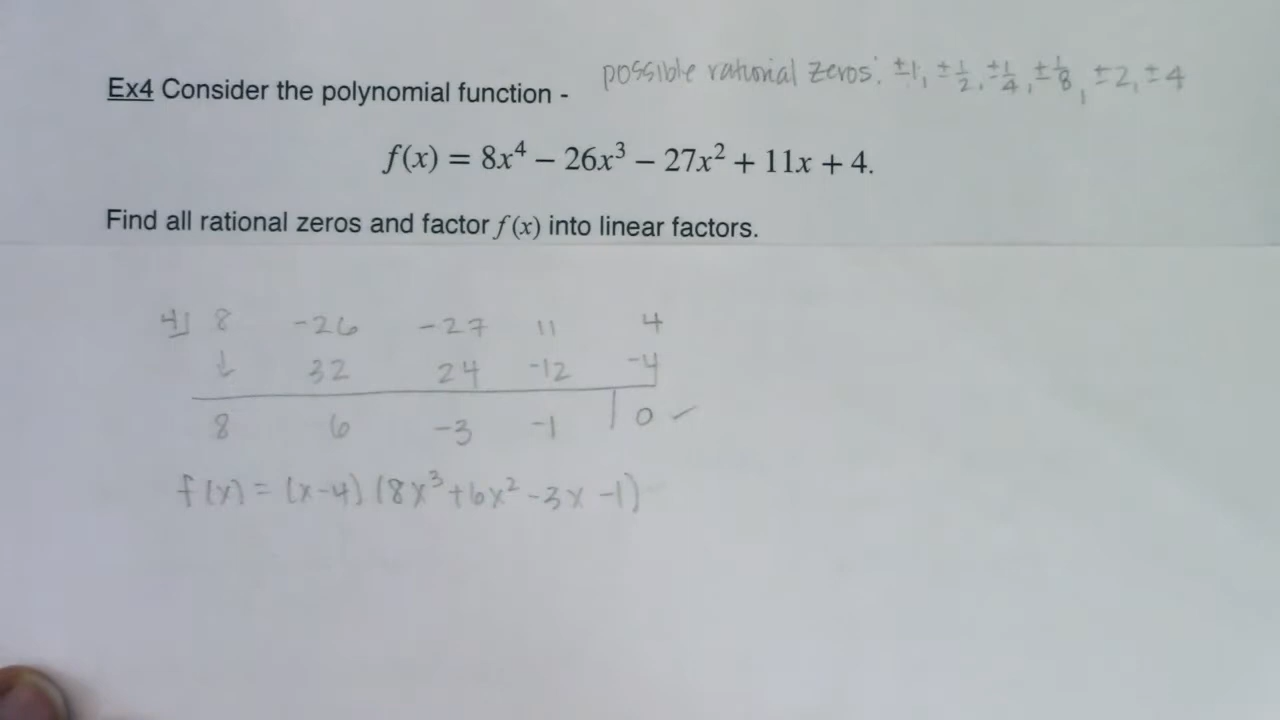 Ex4 Consider the polynomial function -
possible rational zeros: ±1, ±1/2, ±1/4, ±1/8, ±2, ±4
f(x) = 8x⁴ − 26x³ − 27x² + 11x + 4.
Find all rational zeros and factor f(x) into linear factors.
4⌋ 8 -26 -27 11 4
↓ 32 24 -12 -4
8 6 -3 -1 | 0 ✓
f(x) = (x-4) (8x³ + 6x² - 3x - 1)